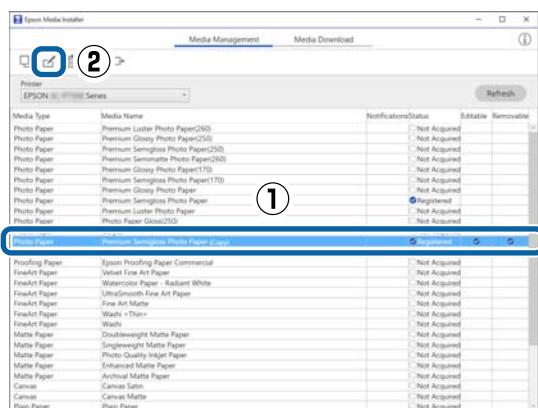 Epson Media Installer
Media Management Media Download
②
Printer
EPSON Series Refresh
Media Type Media Name Notifications Status Editable Removable
Photo Paper Premium Luster Photo Paper(260) Not Acquired
Photo Paper Premium Glossy Photo Paper(250) Not Acquired
Photo Paper Premium Semigloss Photo Paper(250) Not Acquired
Photo Paper Premium Semimatte Photo Paper(260) Not Acquired
Photo Paper Premium Glossy Photo Paper(170) Not Acquired
Photo Paper Premium Semigloss Photo Paper(170) Not Acquired
Photo Paper Premium Glossy Photo Paper Not Acquired
Photo Paper Premium Semigloss Photo Paper Registered
①
Photo Paper Premium Luster Photo Paper Not Acquired
Photo Paper Photo Paper Gloss(250) Not Acquired
Photo Paper Premium Semigloss Photo Paper (Copy) Registered
Proofing Paper Epson Proofing Paper Commercial Not Acquired
FineArt Paper Velvet Fine Art Paper Not Acquired
FineArt Paper Watercolor Paper - Radiant White Not Acquired
FineArt Paper UltraSmooth Fine Art Paper Not Acquired
FineArt Paper Fine Art Matte Not Acquired
FineArt Paper Washi <Thin> Not Acquired
FineArt Paper Washi Not Acquired
Matte Paper Doubleweight Matte Paper Not Acquired
Matte Paper Singleweight Matte Paper Not Acquired
Matte Paper Photo Quality Inkjet Paper Not Acquired
Matte Paper Enhanced Matte Paper Not Acquired
Matte Paper Archival Matte Paper Not Acquired
Canvas Canvas Satin Not Acquired
Canvas Canvas Matte Not Acquired
Plain Paper Plain Paper Not Acquired